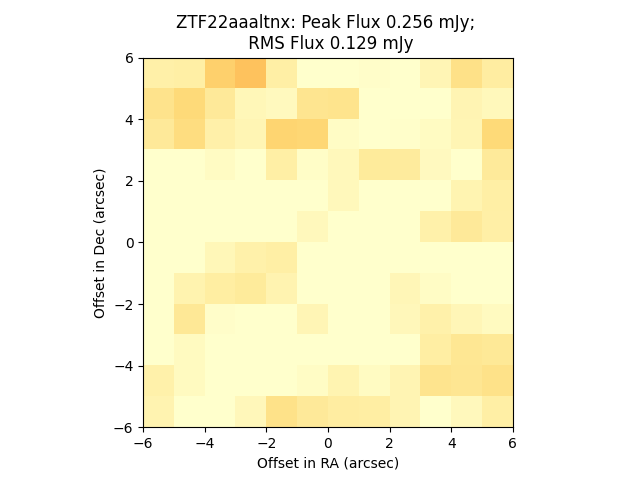 ZTF22aaaltnx: Peak Flux 0.256 mJy;
RMS Flux 0.129 mJy
6
4
2
0
−2
−4
−6
Offset in Dec (arcsec)
−6 −4 −2 0 2 4 6
Offset in RA (arcsec)